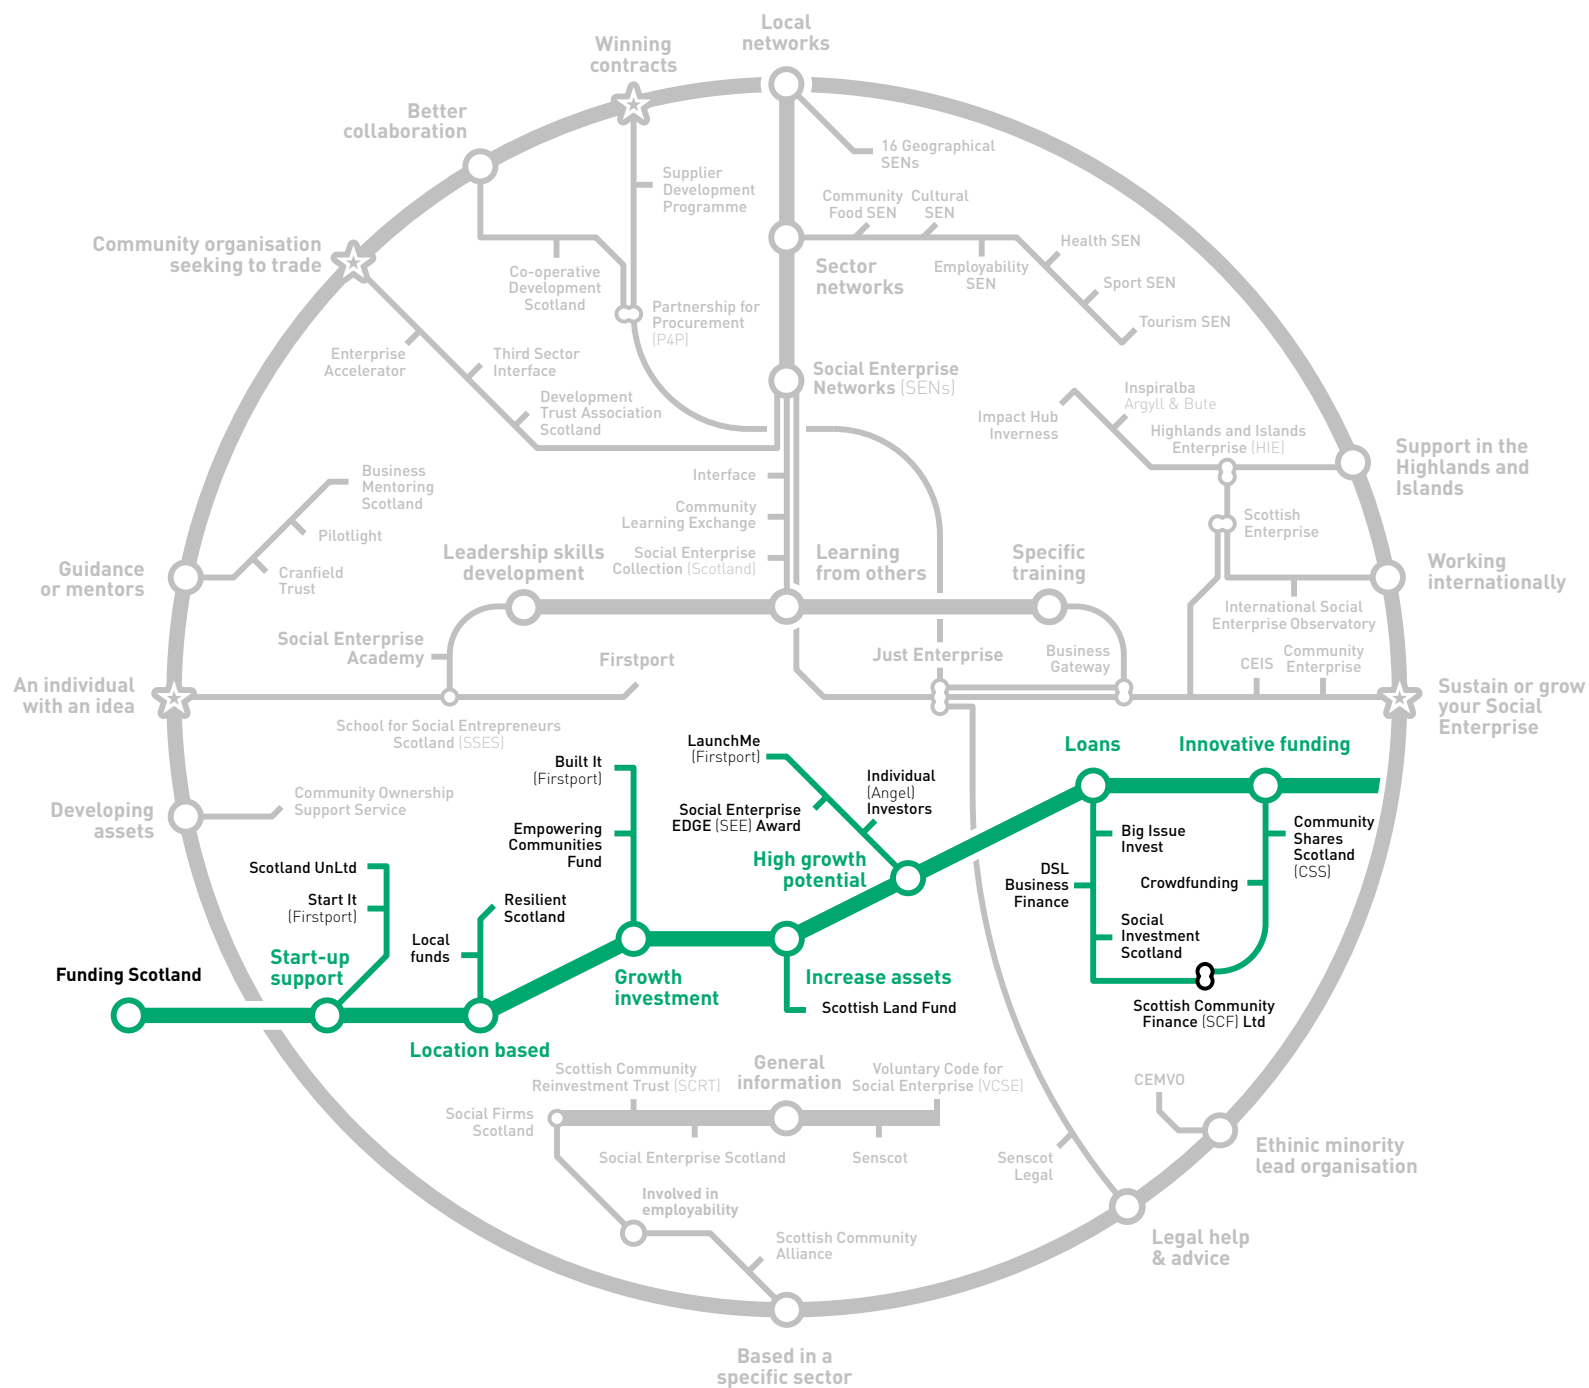 Local
networks
Winning
contracts
Better
collaboration
16 Geographical
SENs
Supplier
Development
Programme
Community
Food SEN
Cultural
SEN
Community organisation
seeking to trade
Health SEN
Sector
networks
Employability
SEN
Co-operative
Development
Scotland
Sport SEN
Partnership for
Procurement
(P4P)
Tourism SEN
Enterprise
Accelerator
Third Sector
Interface
Social Enterprise
Networks (SENs)
Development
Trust Association
Scotland
Inspiralba
Argyll & Bute
Impact Hub
Inverness
Highlands and Islands
Enterprise (HIE)
Support in the
Highlands and
Islands
Business
Mentoring
Scotland
Interface
Pilotlight
Community
Learning Exchange
Scottish
Enterprise
Cranfield
Trust
Guidance
or mentors
Leadership skills
development
Social Enterprise
Collection (Scotland)
Learning
from others
Specific
training
Working
internationally
International Social
Enterprise Observatory
Social Enterprise
Academy
Firstport
Just Enterprise
Business
Gateway
CEIS
Community
Enterprise
An individual
with an idea
Sustain or grow
your Social
Enterprise
School for Social Entrepreneurs
Scotland (SSES)
LaunchMe
(Firstport)
Loans
Innovative funding
Built It
(Firstport)
Individual
(Angel)
Investors
Community Ownership
Support Service
Developing
assets
Social Enterprise
EDGE (SEE) Award
Empowering
Communities
Fund
Big Issue
Invest
Community
Shares
Scotland
(CSS)
High growth
potential
Scotland UnLtd
DSL
Business
Finance
Crowdfunding
Start It
(Firstport)
Resilient
Scotland
Local
funds
Social
Investment
Scotland
Start-up
support
Funding Scotland
Growth
investment
Increase assets
Scottish Land Fund
Scottish Community
Finance (SCF) Ltd
Location based
General
information
Scottish Community
Reinvestment Trust (SCRT)
Voluntary Code for
Social Enterprise (VCSE)
CEMVO
Social Firms
Scotland
Social Enterprise Scotland
Senscot
Senscot
Legal
Ethinic minority
lead organisation
Involved in
employability
Scottish Community
Alliance
Legal help
& advice
Based in a
specific sector